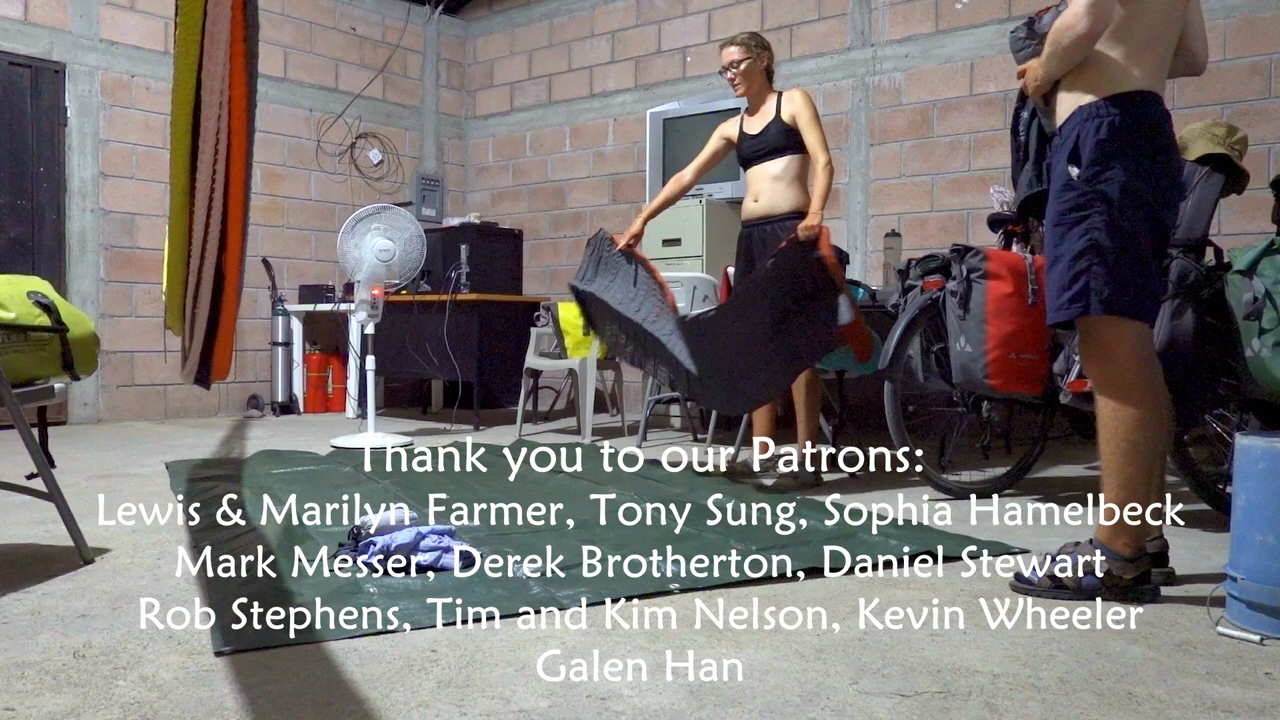 Thank you to our Patrons:
Lewis & Marilyn Farmer, Tony Sung, Sophia Hamelbeck
Mark Messer, Derek Brotherton, Daniel Stewart
Rob Stephens, Tim and Kim Nelson, Kevin Wheeler
Galen Han